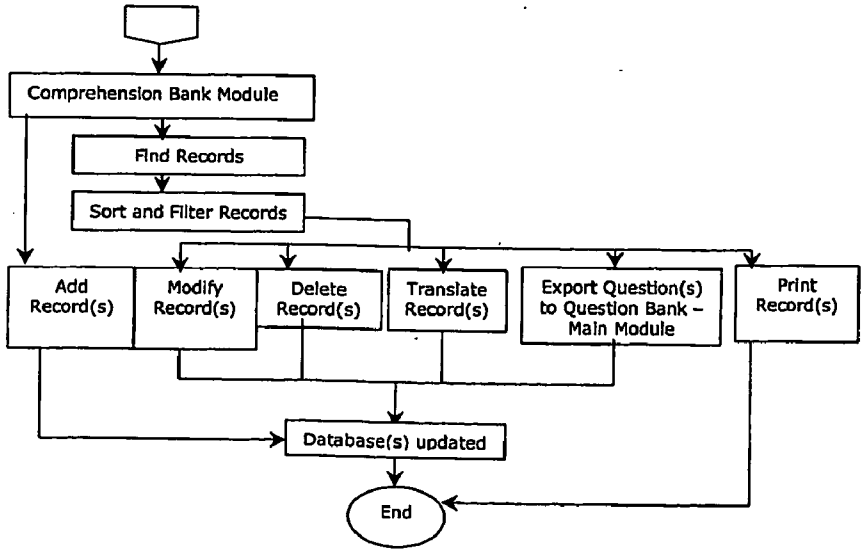 Comprehension Bank Module
Find Records
Sort and Filter Records
Add
Record(s)
Modify
Record(s)
Delete
Record(s)
Translate
Record(s)
Export Question(s)
to Question Bank –
Main Module
Print
Record(s)
Database(s) updated
End